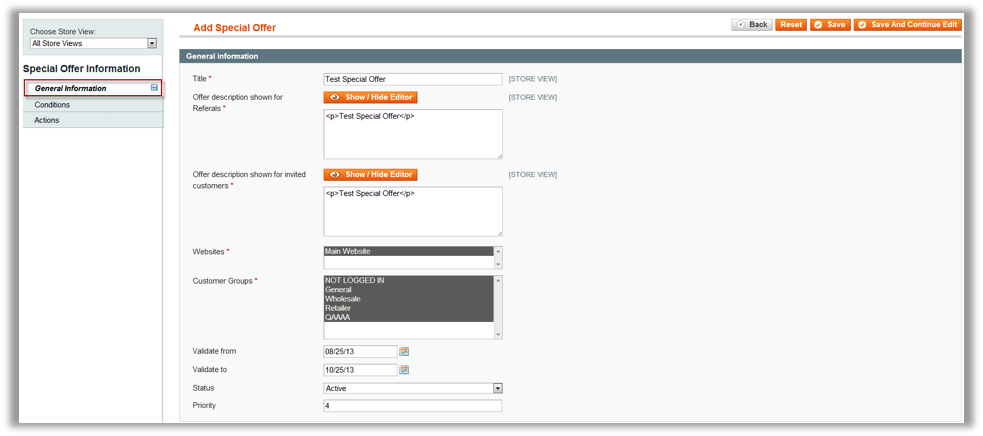 Choose Store View:
All Store Views
Special Offer Information
General Information
Conditions
Actions
Add Special Offer
Back
Reset
Save
Save And Continue Edit
General information
Title *
Test Special Offer
[STORE VIEW]
Offer description shown for
Referals *
Show / Hide Editor
[STORE VIEW]
<p>Test Special Offer</p>
Offer description shown for invited
customers *
Show / Hide Editor
[STORE VIEW]
<p>Test Special Offer</p>
Websites *
Main Website
Customer Groups *
NOT LOGGED IN
General
Wholesale
Retailer
QAAAA
Validate from
08/25/13
Validate to
10/25/13
Status
Active
Priority
4